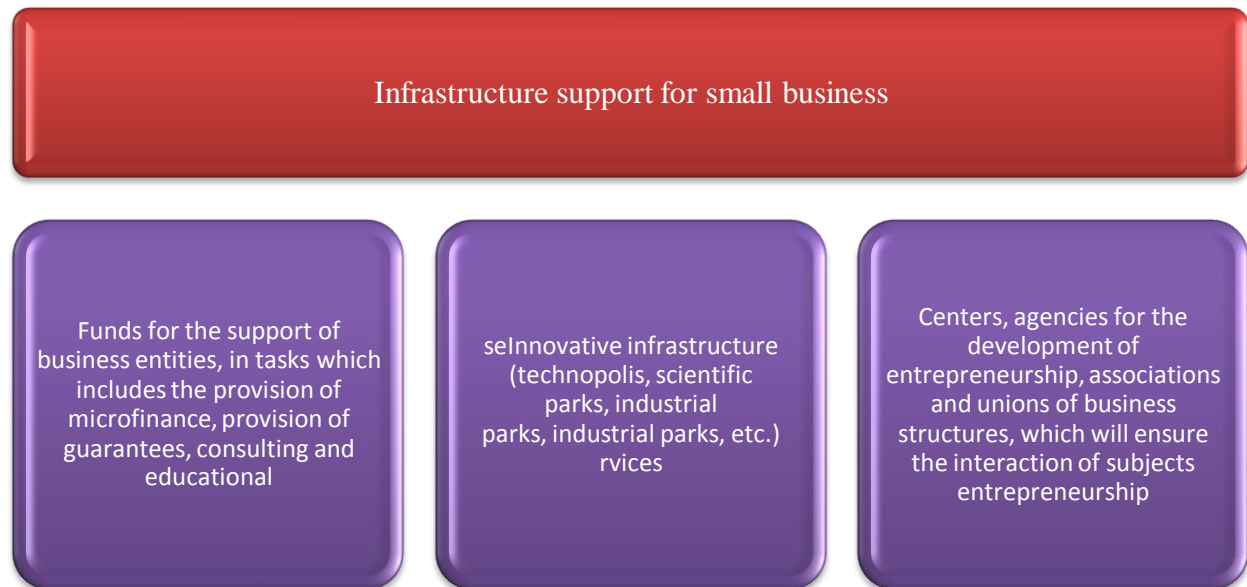 Infrastructure support for small business
Funds for the support of
business entities, in tasks which
includes the provision of
microfinance, provision of
guarantees, consulting and
educational
seInnovative infrastructure
(technopolis, scientific
parks, industrial
parks, industrial parks, etc.)
rvices
Centers, agencies for the
development of
entrepreneurship, associations
and unions of business
structures, which will ensure
the interaction of subjects
entrepreneurship